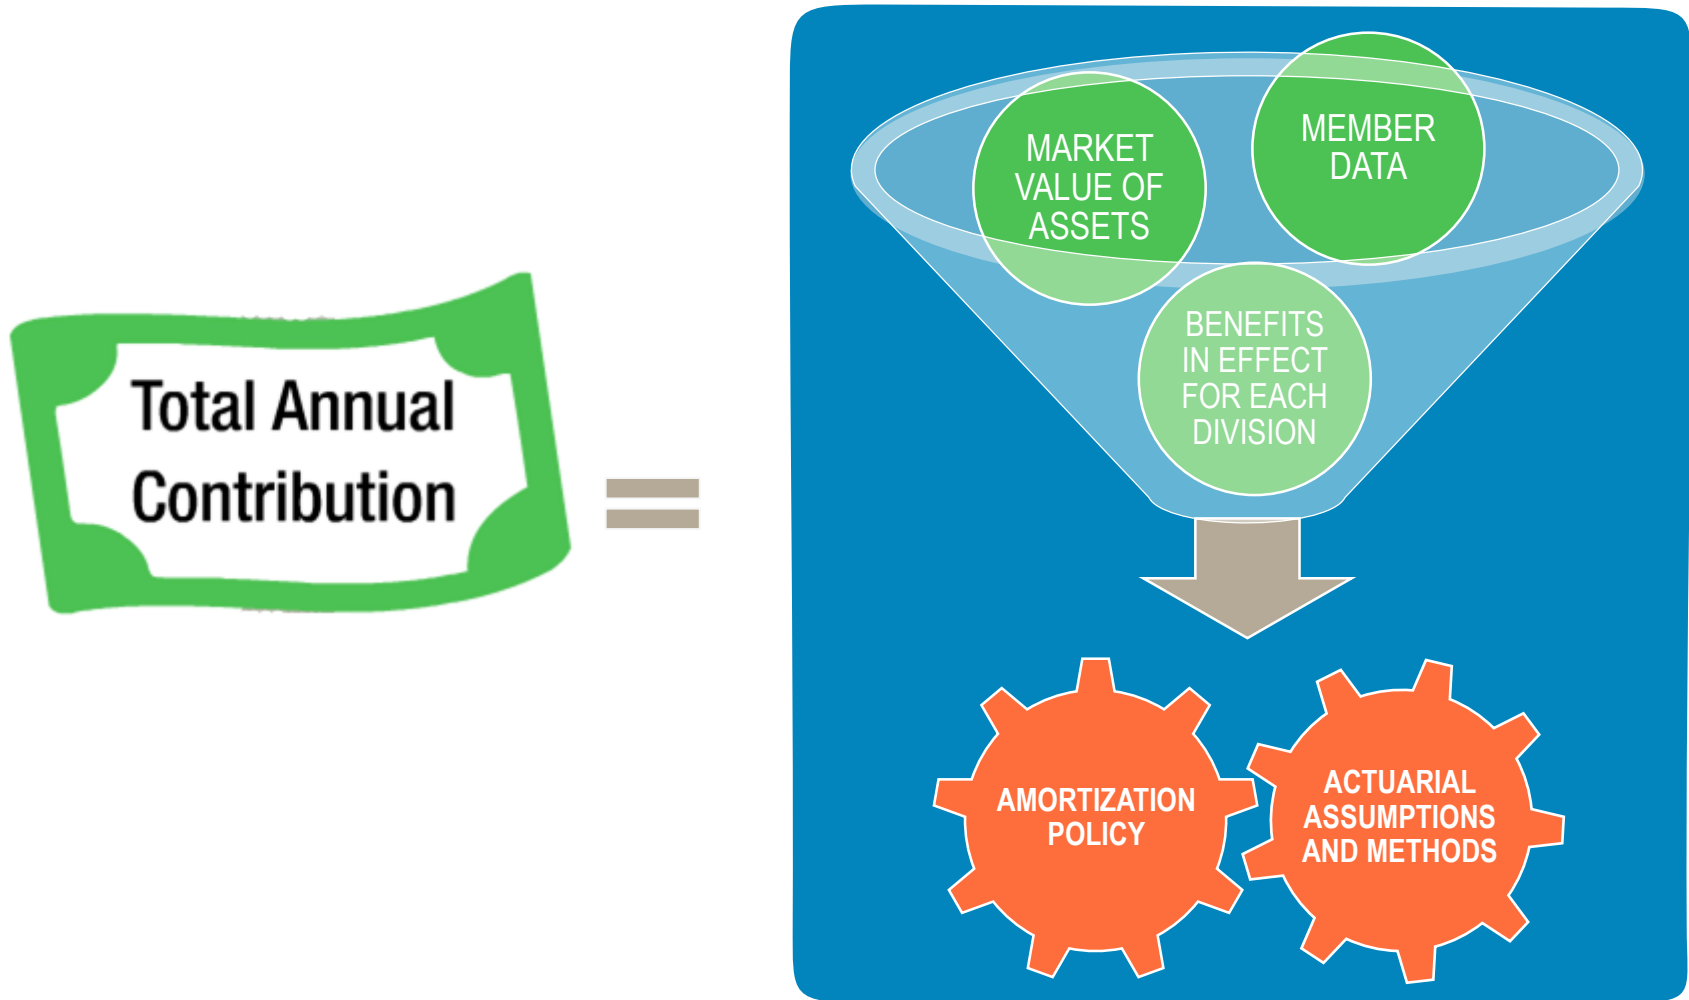 Total Annual
Contribution
MARKET
VALUE OF
ASSETS
MEMBER
DATA
BENEFITS
IN EFFECT
FOR EACH
DIVISION
AMORTIZATION
POLICY
ACTUARIAL
ASSUMPTIONS
AND METHODS